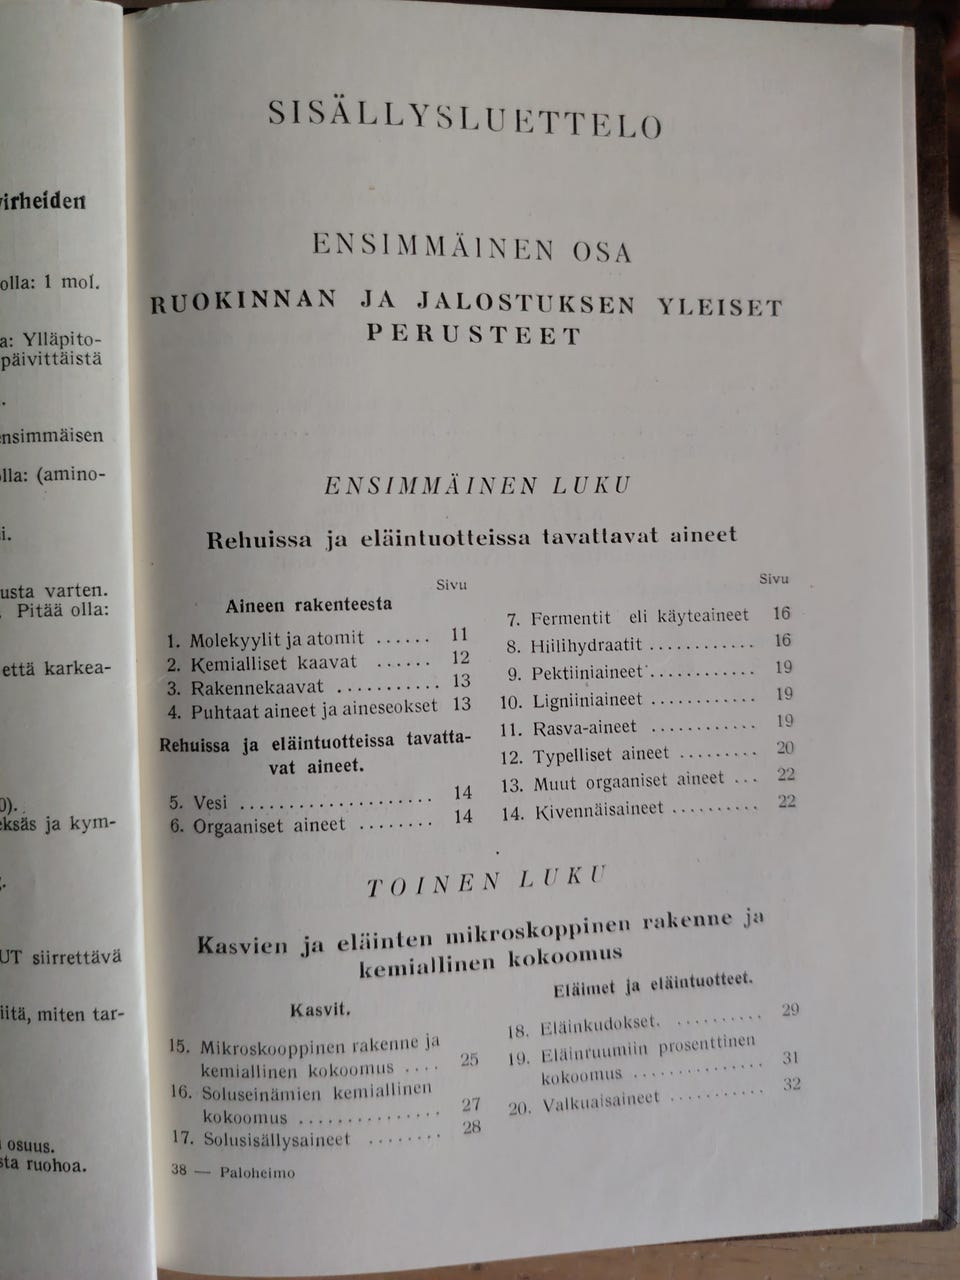 virheiden
olla: 1 mol.
a: Ylläpito-
päivittäistä
ensimmäisen
olla: (amino-
i.
usta varten.
Pitää olla:
että karkea-
0).
eksäs ja kym-
UT siirrettävä
iitä, miten tar-
osuus.
sta ruohoa.
SISÄLLYSLUETTELO
ENSIMMÄINEN OSA
RUOKINNAN JA JALOSTUKSEN YLEISET
PERUSTEET
ENSIMMÄINEN LUKU
Rehuissa ja eläintuotteissa tavattavat aineet
Sivu
Aineen rakenteesta
1. Molekyylit ja atomit ...... 11
2. Kemialliset kaavat ...... 12
3. Rakennekaavat ........... 13
4. Puhtaat aineet ja aineseokset 13
Rehuissa ja eläintuotteissa tavatta-
vat aineet.
5. Vesi .................... 14
6. Orgaaniset aineet ........ 14
Sivu
7. Fermentit eli käyteaineet 16
8. Hiilihydraatit ............ 16
9. Pektiiniaineet ............ 19
10. Ligniiniaineet ............ 19
11. Rasva-aineet ............ 19
12. Typelliset aineet ......... 20
13. Muut orgaaniset aineet ... 22
14. Kivennäisaineet .......... 22
TOINEN LUKU
Kasvien ja eläinten mikroskoppinen rakenne ja
kemiallinen kokoomus
Kasvit.
15. Mikroskooppinen rakenne ja
kemiallinen kokoomus .... 25
16. Soluseinämien kemiallinen
kokoomus ............... 27
17. Solusisällysaineet ........ 28
Eläimet ja eläintuotteet.
18. Eläinkudokset. .......... 29
19. Eläinruumiin prosenttinen
kokoomus .............. 31
20. Valkuaisaineet ........... 32
38 — Paloheimo